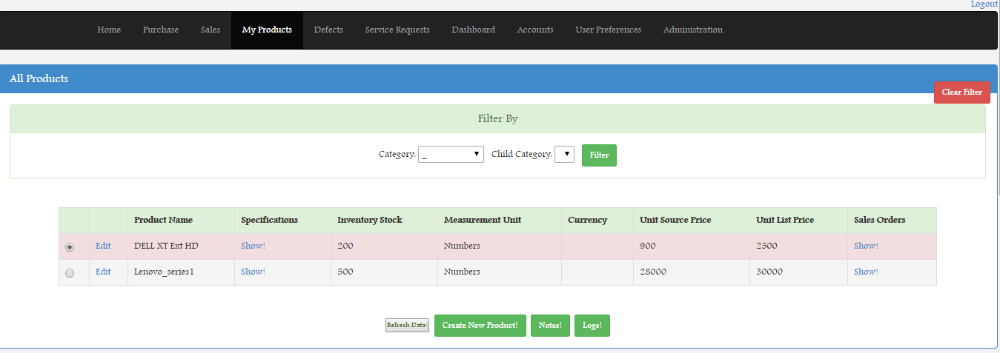 Logout
Home Purchase Sales My Products Defects Service Requests Dashboard Accounts User Preferences Administration
All Products
Clear Filter
Filter By
Category: _ Child Category: Filter
Product Name Specifications Inventory Stock Measurement Unit Currency Unit Source Price Unit List Price Sales Orders
Edit DELL XT Ext HD Show! 200 Numbers 900 2500 Show!
Edit Lenovo_series1 Show! 500 Numbers 28000 30000 Show!
Refresh Data! Create New Product! Notes! Logs!